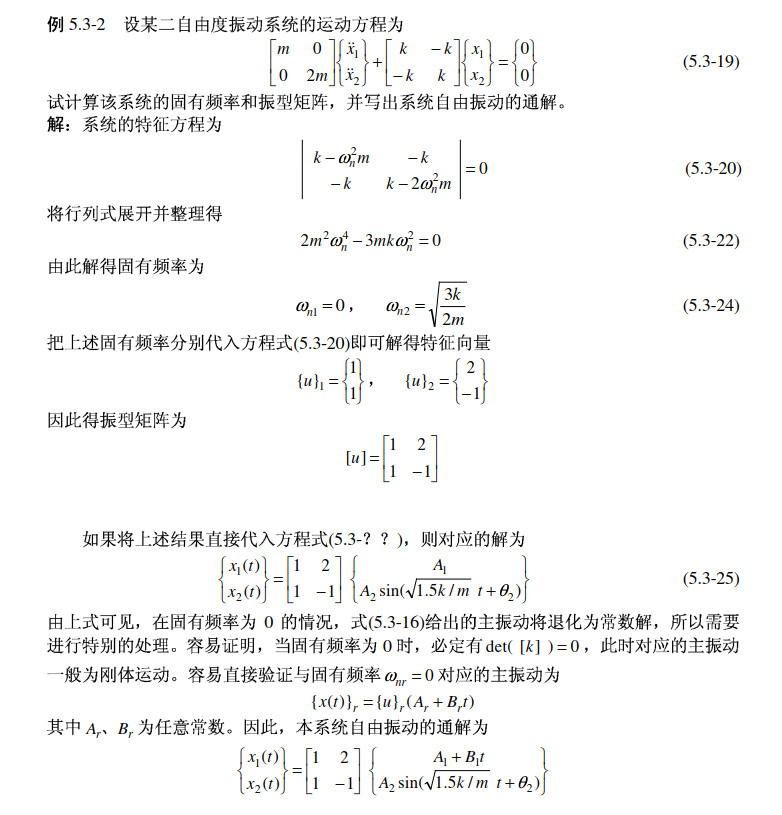 例 5.3-2 设某二自由度振动系统的运动方程为
$$\begin{bmatrix} m & 0 \\ 0 & 2m \end{bmatrix} \begin{Bmatrix} \ddot{x}_1 \\ \ddot{x}_2 \end{Bmatrix} + \begin{bmatrix} k & -k \\ -k & k \end{bmatrix} \begin{Bmatrix} x_1 \\ x_2 \end{Bmatrix} = \begin{Bmatrix} 0 \\ 0 \end{Bmatrix}$$ (5.3-19)
试计算该系统的固有频率和振型矩阵，并写出系统自由振动的通解。
解：系统的特征方程为
$$\begin{vmatrix} k-\omega_n^2 m & -k \\ -k & k-2\omega_n^2 m \end{vmatrix} = 0$$ (5.3-20)
将行列式展开并整理得
$$2m^2\omega_n^4 - 3mk\omega_n^2 = 0$$ (5.3-22)
由此解得固有频率为
$$\omega_{n1} = 0， \omega_{n2} = \sqrt{\frac{3k}{2m}}$$ (5.3-24)
把上述固有频率分别代入方程式(5.3-20)即可解得特征向量
$$\{u\}_1 = \begin{Bmatrix} 1 \\ 1 \end{Bmatrix}， \{u\}_2 = \begin{Bmatrix} 2 \\ -1 \end{Bmatrix}$$
因此得振型矩阵为
$$[u] = \begin{bmatrix} 1 & 2 \\ 1 & -1 \end{bmatrix}$$
如果将上述结果直接代入方程式(5.3-？？)，则对应的解为
$$\begin{Bmatrix} x_1(t) \\ x_2(t) \end{Bmatrix} = \begin{bmatrix} 1 & 2 \\ 1 & -1 \end{bmatrix} \begin{Bmatrix} A_1 \\ A_2 \sin(\sqrt{1.5k/m}\ t+\theta_2) \end{Bmatrix}$$ (5.3-25)
由上式可见，在固有频率为 0 的情况，式(5.3-16)给出的主振动将退化为常数解，所以需要
进行特别的处理。容易证明，当固有频率为 0 时，必定有 det( [k] ) = 0，此时对应的主振动
一般为刚体运动。容易直接验证与固有频率 $\omega_{nr} = 0$ 对应的主振动为
$$\{x(t)\}_r = \{u\}_r (A_r + B_r t)$$
其中 $A_r$、$B_r$ 为任意常数。因此，本系统自由振动的通解为
$$\begin{Bmatrix} x_1(t) \\ x_2(t) \end{Bmatrix} = \begin{bmatrix} 1 & 2 \\ 1 & -1 \end{bmatrix} \begin{Bmatrix} A_1 + B_1 t \\ A_2 \sin(\sqrt{1.5k/m}\ t+\theta_2) \end{Bmatrix}$$